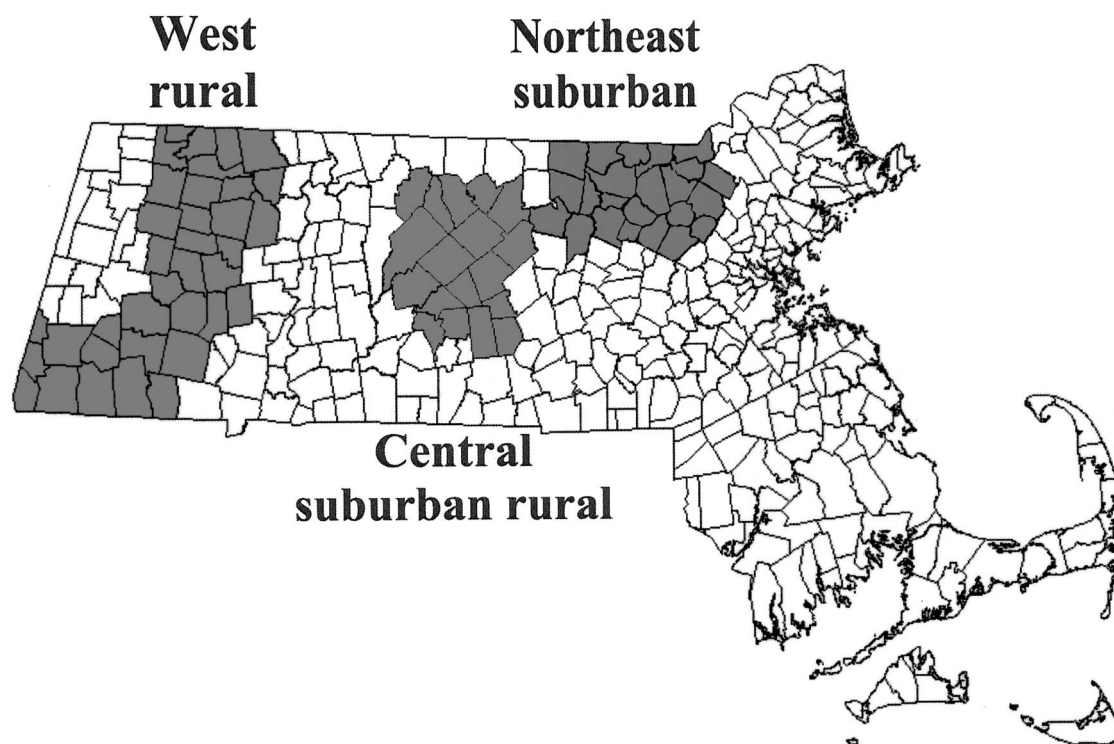 West
rural
Northeast
suburban
Central
suburban rural